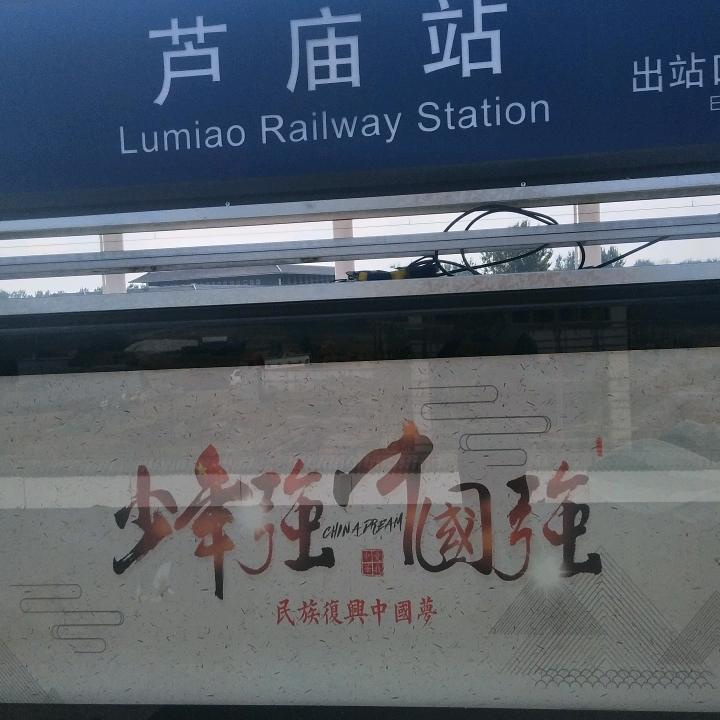 芦庙站
Lumiao Railway Station
出站
少年強中國強
CHINA DREAM
民族復興中國夢